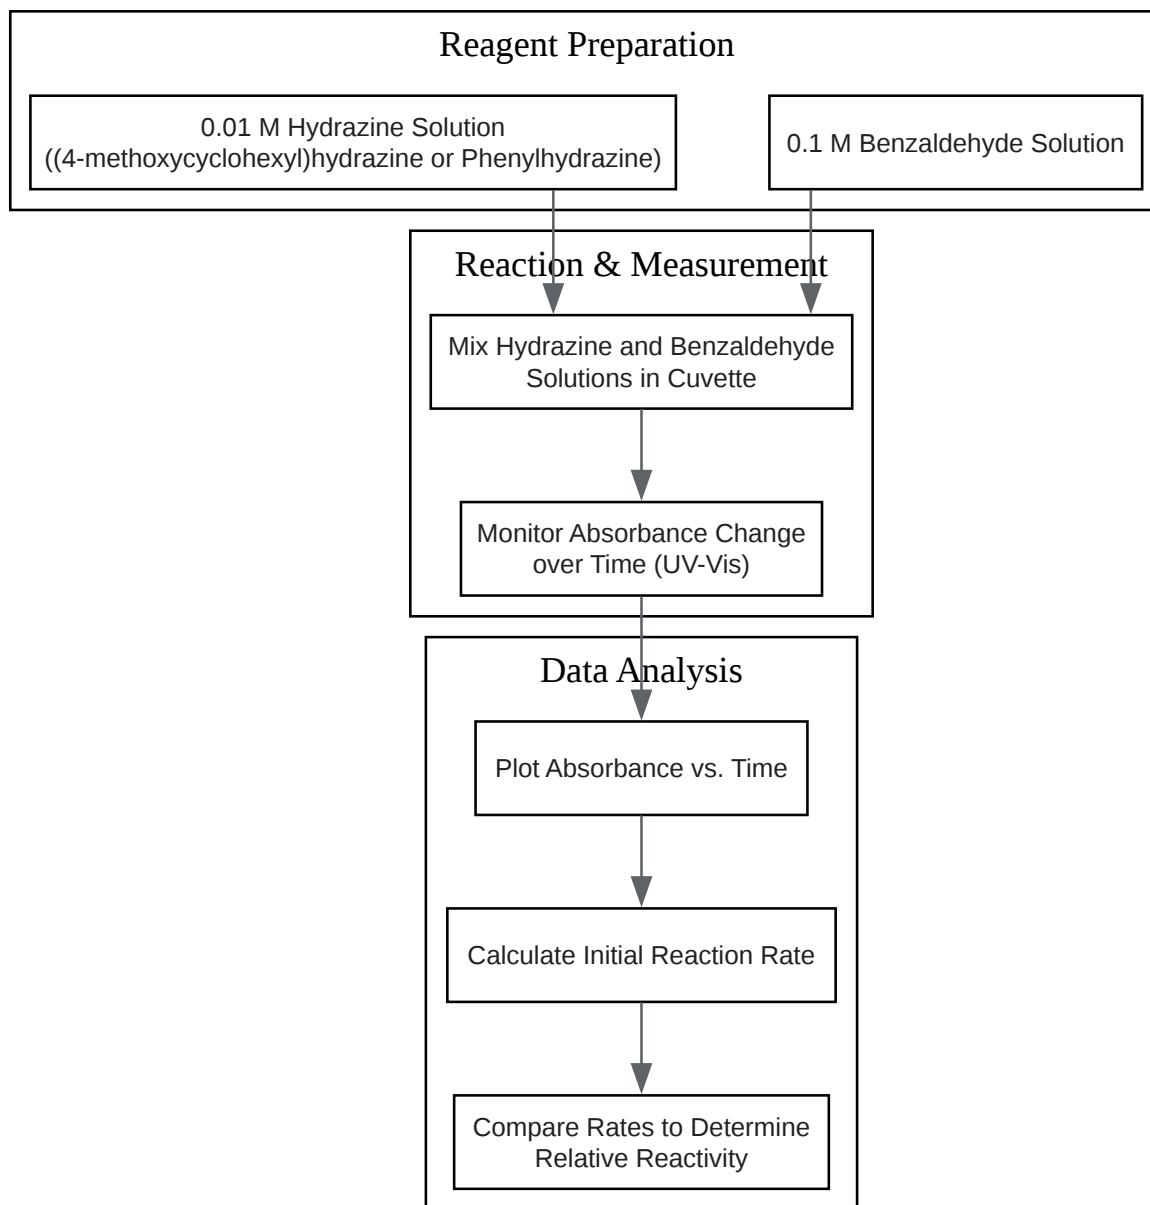 Reagent Preparation
0.01 M Hydrazine Solution
((4-methoxycyclohexyl)hydrazine or Phenylhydrazine)
0.1 M Benzaldehyde Solution
Reaction & Measurement
Mix Hydrazine and Benzaldehyde
Solutions in Cuvette
Monitor Absorbance Change
over Time (UV-Vis)
Data Analysis
Plot Absorbance vs. Time
Calculate Initial Reaction Rate
Compare Rates to Determine
Relative Reactivity